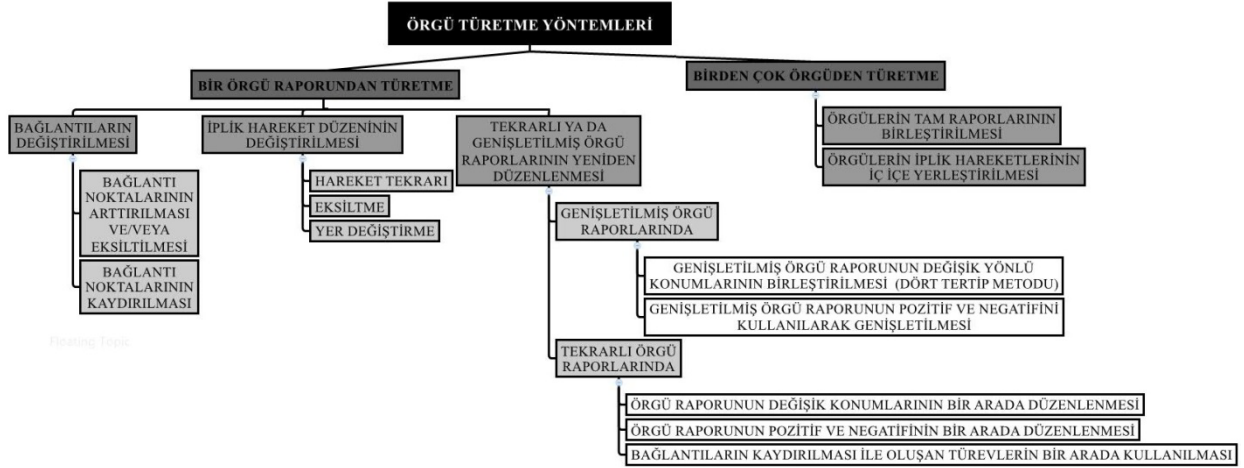 ÖRGÜ TÜRETME YÖNTEMLERİ
BİR ÖRGÜ RAPORUNDAN TÜRETME
BAĞLANTILARIN
DEĞİŞTİRİLMESİ
BAĞLANTI
NOKTALARININ
ARTTIRILMASI
VE/VEYA
EKSİLTİLMESİ
BAĞLANTI
NOKTALARININ
KAYDIRILMASI
İPLİK HAREKET DÜZENİNİN
DEĞİŞTİRİLMESİ
HAREKET TEKRARI
EKSİLTME
YER DEĞİŞTİRME
TEKRARLI YA DA
GENİŞLETİLMİŞ ÖRGÜ
RAPORLARININ YENİDEN
DÜZENLENMESİ
GENİŞLETİLMİŞ ÖRGÜ
RAPORLARINDA
GENİŞLETİLMİŞ ÖRGÜ RAPORUNUN DEĞİŞİK YÖNLÜ
KONUMLARININ BİRLEŞTİRİLMESİ (DÖRT TERTİP METODU)
GENİŞLETİLMİŞ ÖRGÜ RAPORUNUN POZİTİF VE NEGATİFİNİ
KULLANILARAK GENİŞLETİLMESİ
TEKRARLI ÖRGÜ
RAPORLARINDA
ÖRGÜ RAPORUNUN DEĞİŞİK KONUMLARININ BİR ARADA DÜZENLENMESİ
ÖRGÜ RAPORUNUN POZİTİF VE NEGATİFİNİN BİR ARADA DÜZENLENMESİ
BAĞLANTILARIN KAYDIRILMASI İLE OLUŞAN TÜREVLERİN BİR ARADA KULLANILMASI
BİRDEN ÇOK ÖRGÜDEN TÜRETME
ÖRGÜLERİN TAM RAPORLARININ
BİRLEŞTİRİLMESİ
ÖRGÜLERİN İPLİK HAREKETLERİNİN
İÇ İÇE YERLEŞTİRİLMESİ
Floating Topic